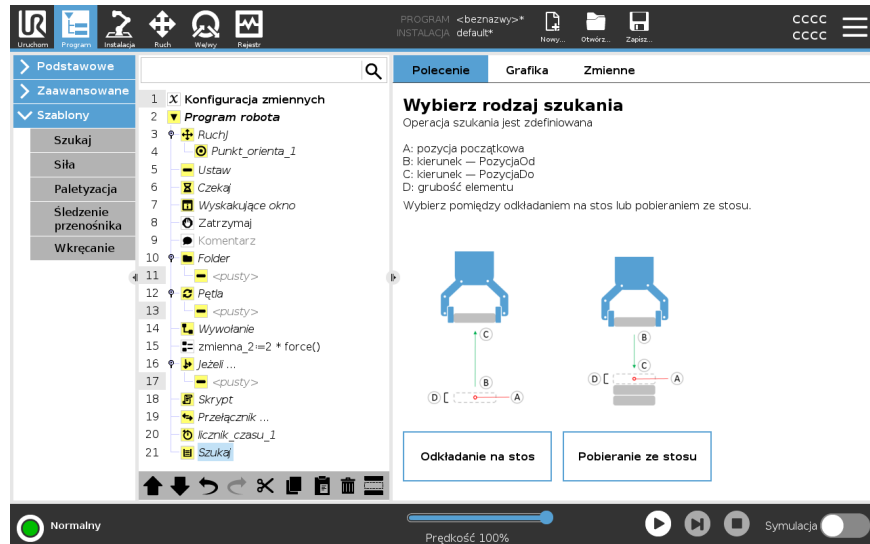 PROGRAM <beznazwy>*
INSTALACJA default*
Uruchom
Program
Instalacja
Ruch
We/wy
Rejestr
Nowy...
Otwórz...
Zapisz...
CCCC
CCCC
Podstawowe
Zaawansowane
Szablony
Szukaj
Siła
Paletyzacja
Śledzenie
przenośnika
Wkręcanie
1 X Konfiguracja zmiennych
2 Program robota
3 RuchJ
4 Punkt_orienta_1
5 Ustaw
6 Czekaj
7 Wyskakujące okno
8 Zatrzymaj
9 Komentarz
10 Folder
11 <pusty>
12 Pętla
13 <pusty>
14 Wywołanie
15 zmienna_2:=2 * force()
16 Jeżeli ...
17 <pusty>
18 Skrypt
19 Przełącznik ...
20 licznik_czasu_1
21 Szukaj
Polecenie
Grafika
Zmienne
Wybierz rodzaj szukania
Operacja szukania jest zdefiniowana
A: pozycja początkowa
B: kierunek — PozycjaOd
C: kierunek — PozycjaDo
D: grubość elementu
Wybierz pomiędzy odkładaniem na stos lub pobieraniem ze stosu.
C
B
D
A
B
C
D
A
Odkładanie na stos
Pobieranie ze stosu
Normalny
Prędkość 100%
Symulacja